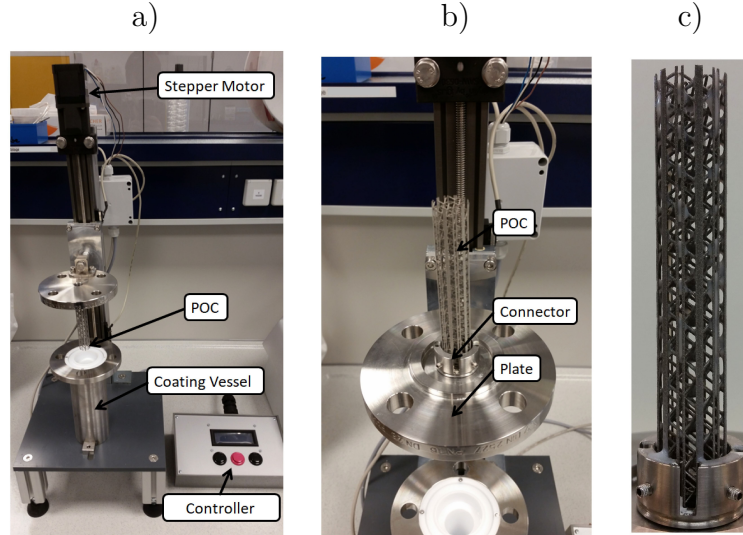 a)
b)
c)
Stepper Motor
POC
Coating Vessel
Controller
POC
Connector
Plate